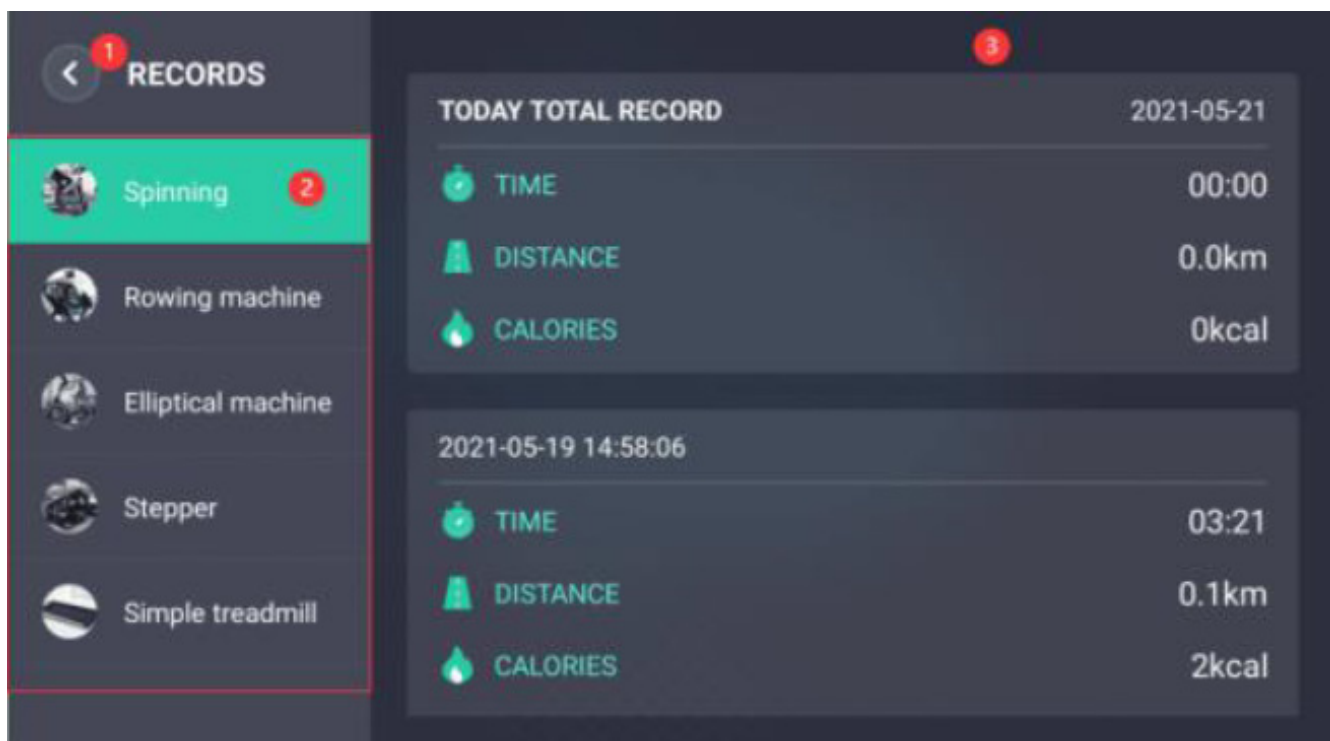 1
RECORDS
Spinning 2
Rowing machine
Elliptical machine
Stepper
Simple treadmill
3
TODAY TOTAL RECORD 2021-05-21
TIME 00:00
DISTANCE 0.0km
CALORIES 0kcal
2021-05-19 14:58:06
TIME 03:21
DISTANCE 0.1km
CALORIES 2kcal